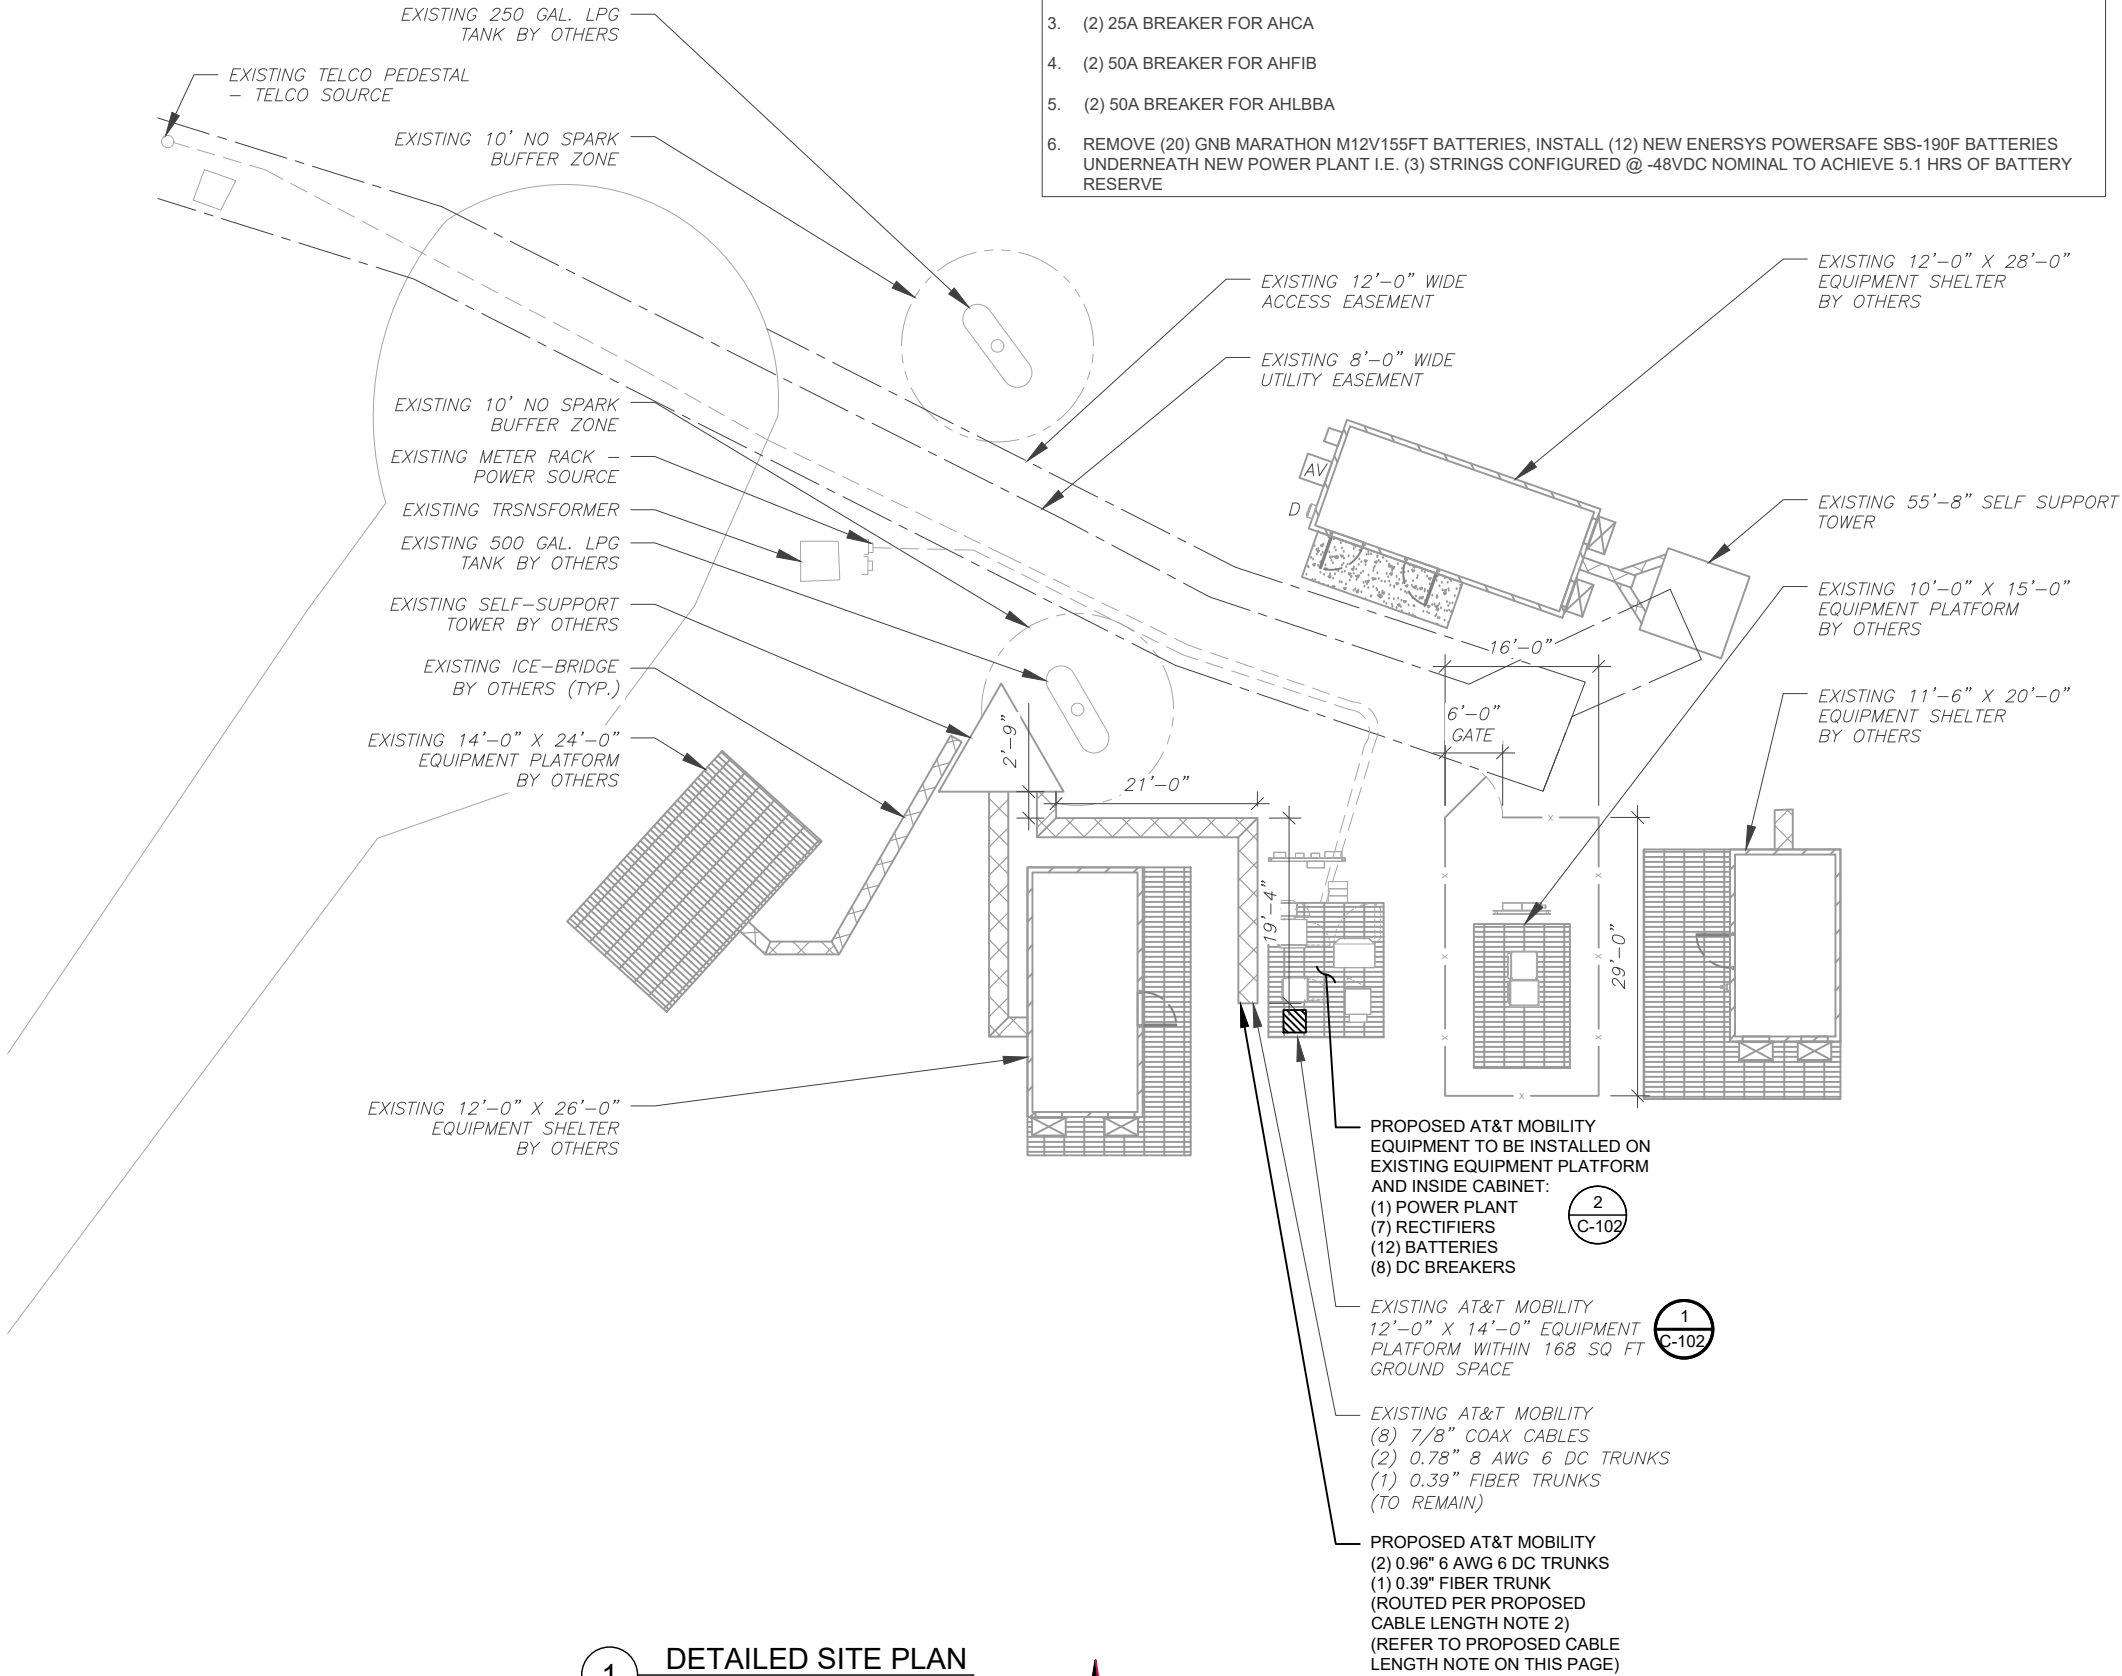 3. (2) 25A BREAKER FOR AHCA
4. (2) 50A BREAKER FOR AHFIB
5. (2) 50A BREAKER FOR AHLBBA
6. REMOVE (20) GNB MARATHON M12V155FT BATTERIES, INSTALL (12) NEW ENERSYS POWERSAFE SBS-190F BATTERIES
UNDERNEATH NEW POWER PLANT I.E. (3) STRINGS CONFIGURED @ -48VDC NOMINAL TO ACHIEVE 5.1 HRS OF BATTERY
RESERVE
EXISTING 250 GAL. LPG
TANK BY OTHERS
EXISTING TELCO PEDESTAL
– TELCO SOURCE
EXISTING 10' NO SPARK
BUFFER ZONE
EXISTING 12'–0" WIDE
ACCESS EASEMENT
EXISTING 8'–0" WIDE
UTILITY EASEMENT
EXISTING 12'–0" X 28'–0"
EQUIPMENT SHELTER
BY OTHERS
EXISTING 10' NO SPARK
BUFFER ZONE
EXISTING METER RACK –
POWER SOURCE
EXISTING TRSNSFORMER
EXISTING 500 GAL. LPG
TANK BY OTHERS
EXISTING SELF–SUPPORT
TOWER BY OTHERS
EXISTING ICE–BRIDGE
BY OTHERS (TYP.)
EXISTING 14'–0" X 24'–0"
EQUIPMENT PLATFORM
BY OTHERS
AV
D
EXISTING 55'–8" SELF SUPPORT
TOWER
EXISTING 10'–0" X 15'–0"
EQUIPMENT PLATFORM
BY OTHERS
EXISTING 11'–6" X 20'–0"
EQUIPMENT SHELTER
BY OTHERS
16'–0"
6'–0"
GATE
2'–9"
21'–0"
19'–4"
29'–0"
x
x
x
x
x
x
x
x
EXISTING 12'–0" X 26'–0"
EQUIPMENT SHELTER
BY OTHERS
PROPOSED AT&T MOBILITY
EQUIPMENT TO BE INSTALLED ON
EXISTING EQUIPMENT PLATFORM
AND INSIDE CABINET:
(1) POWER PLANT
(7) RECTIFIERS
(12) BATTERIES
(8) DC BREAKERS
2
C-102
EXISTING AT&T MOBILITY
12'–0" X 14'–0" EQUIPMENT
PLATFORM WITHIN 168 SQ FT
GROUND SPACE
1
C-102
EXISTING AT&T MOBILITY
(8) 7/8" COAX CABLES
(2) 0.78" 8 AWG 6 DC TRUNKS
(1) 0.39" FIBER TRUNKS
(TO REMAIN)
PROPOSED AT&T MOBILITY
(2) 0.96" 6 AWG 6 DC TRUNKS
(1) 0.39" FIBER TRUNK
(ROUTED PER PROPOSED
CABLE LENGTH NOTE 2)
(REFER TO PROPOSED CABLE
LENGTH NOTE ON THIS PAGE)
1
DETAILED SITE PLAN